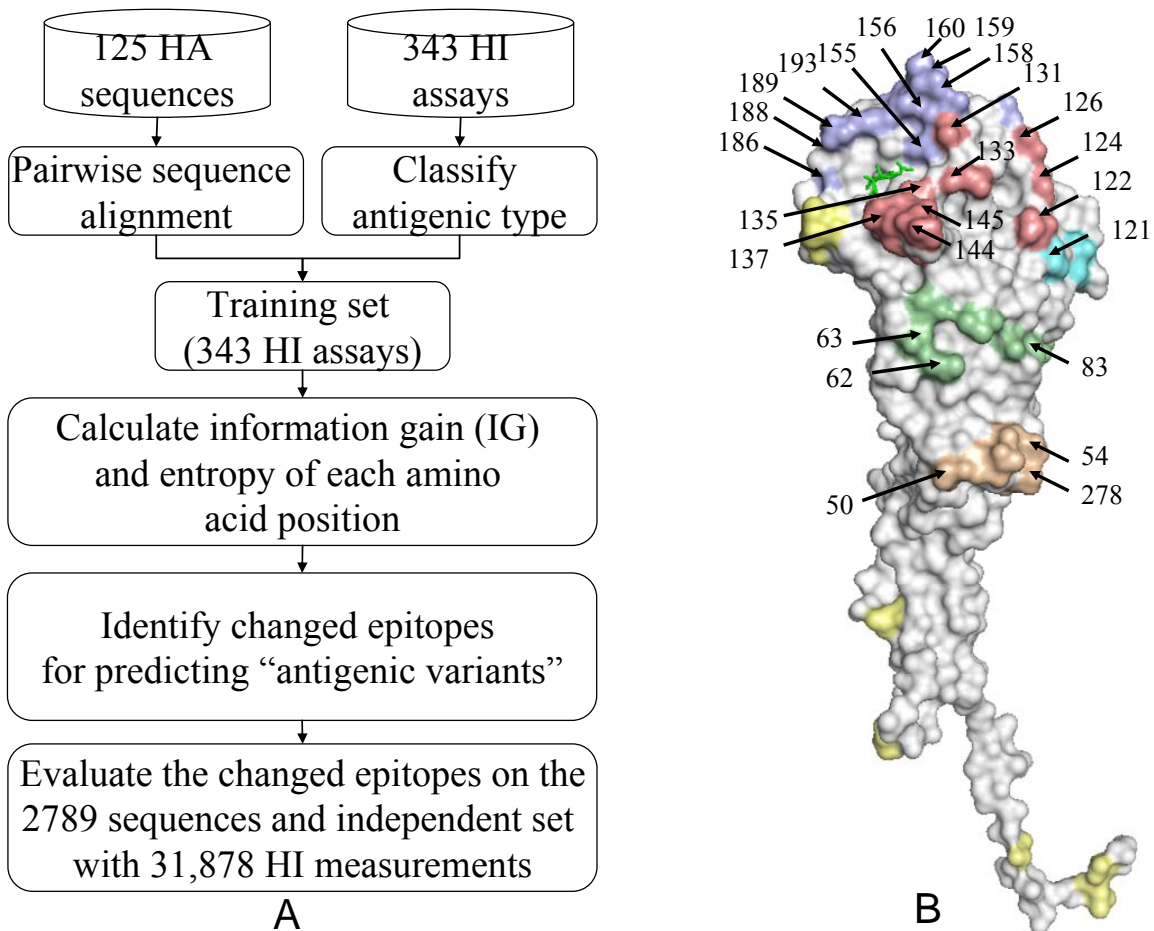 125 HA
sequences
343 HI
assays
Pairwise sequence
alignment
Classify
antigenic type
Training set
(343 HI assays)
Calculate information gain (IG)
and entropy of each amino
acid position
Identify changed epitopes
for predicting “antigenic variants”
Evaluate the changed epitopes on the
2789 sequences and independent set
with 31,878 HI measurements
A
160
159
156
158
155
193
131
189
126
188
186
133
124
122
135
145
121
137
144
63
62
83
54
50
278
B